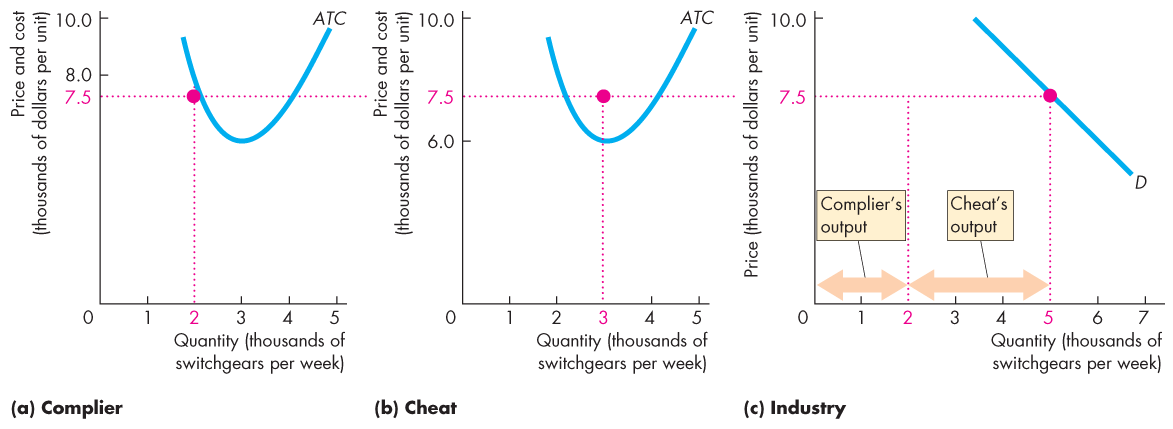 Price and cost
(thousands of dollars per unit)
10.0
8.0
7.5
ATC
0
1
2
3
4
5
Quantity (thousands of
switchgears per week)
(a) Complier
Price and cost
(thousands of dollars per unit)
10.0
7.5
6.0
ATC
0
1
2
3
4
5
Quantity (thousands of
switchgears per week)
(b) Cheat
Price (thousands of dollars per unit)
10.0
7.5
D
Complier's
output
Cheat's
output
0
1
2
3
4
5
6
7
Quantity (thousands of
switchgears per week)
(c) Industry